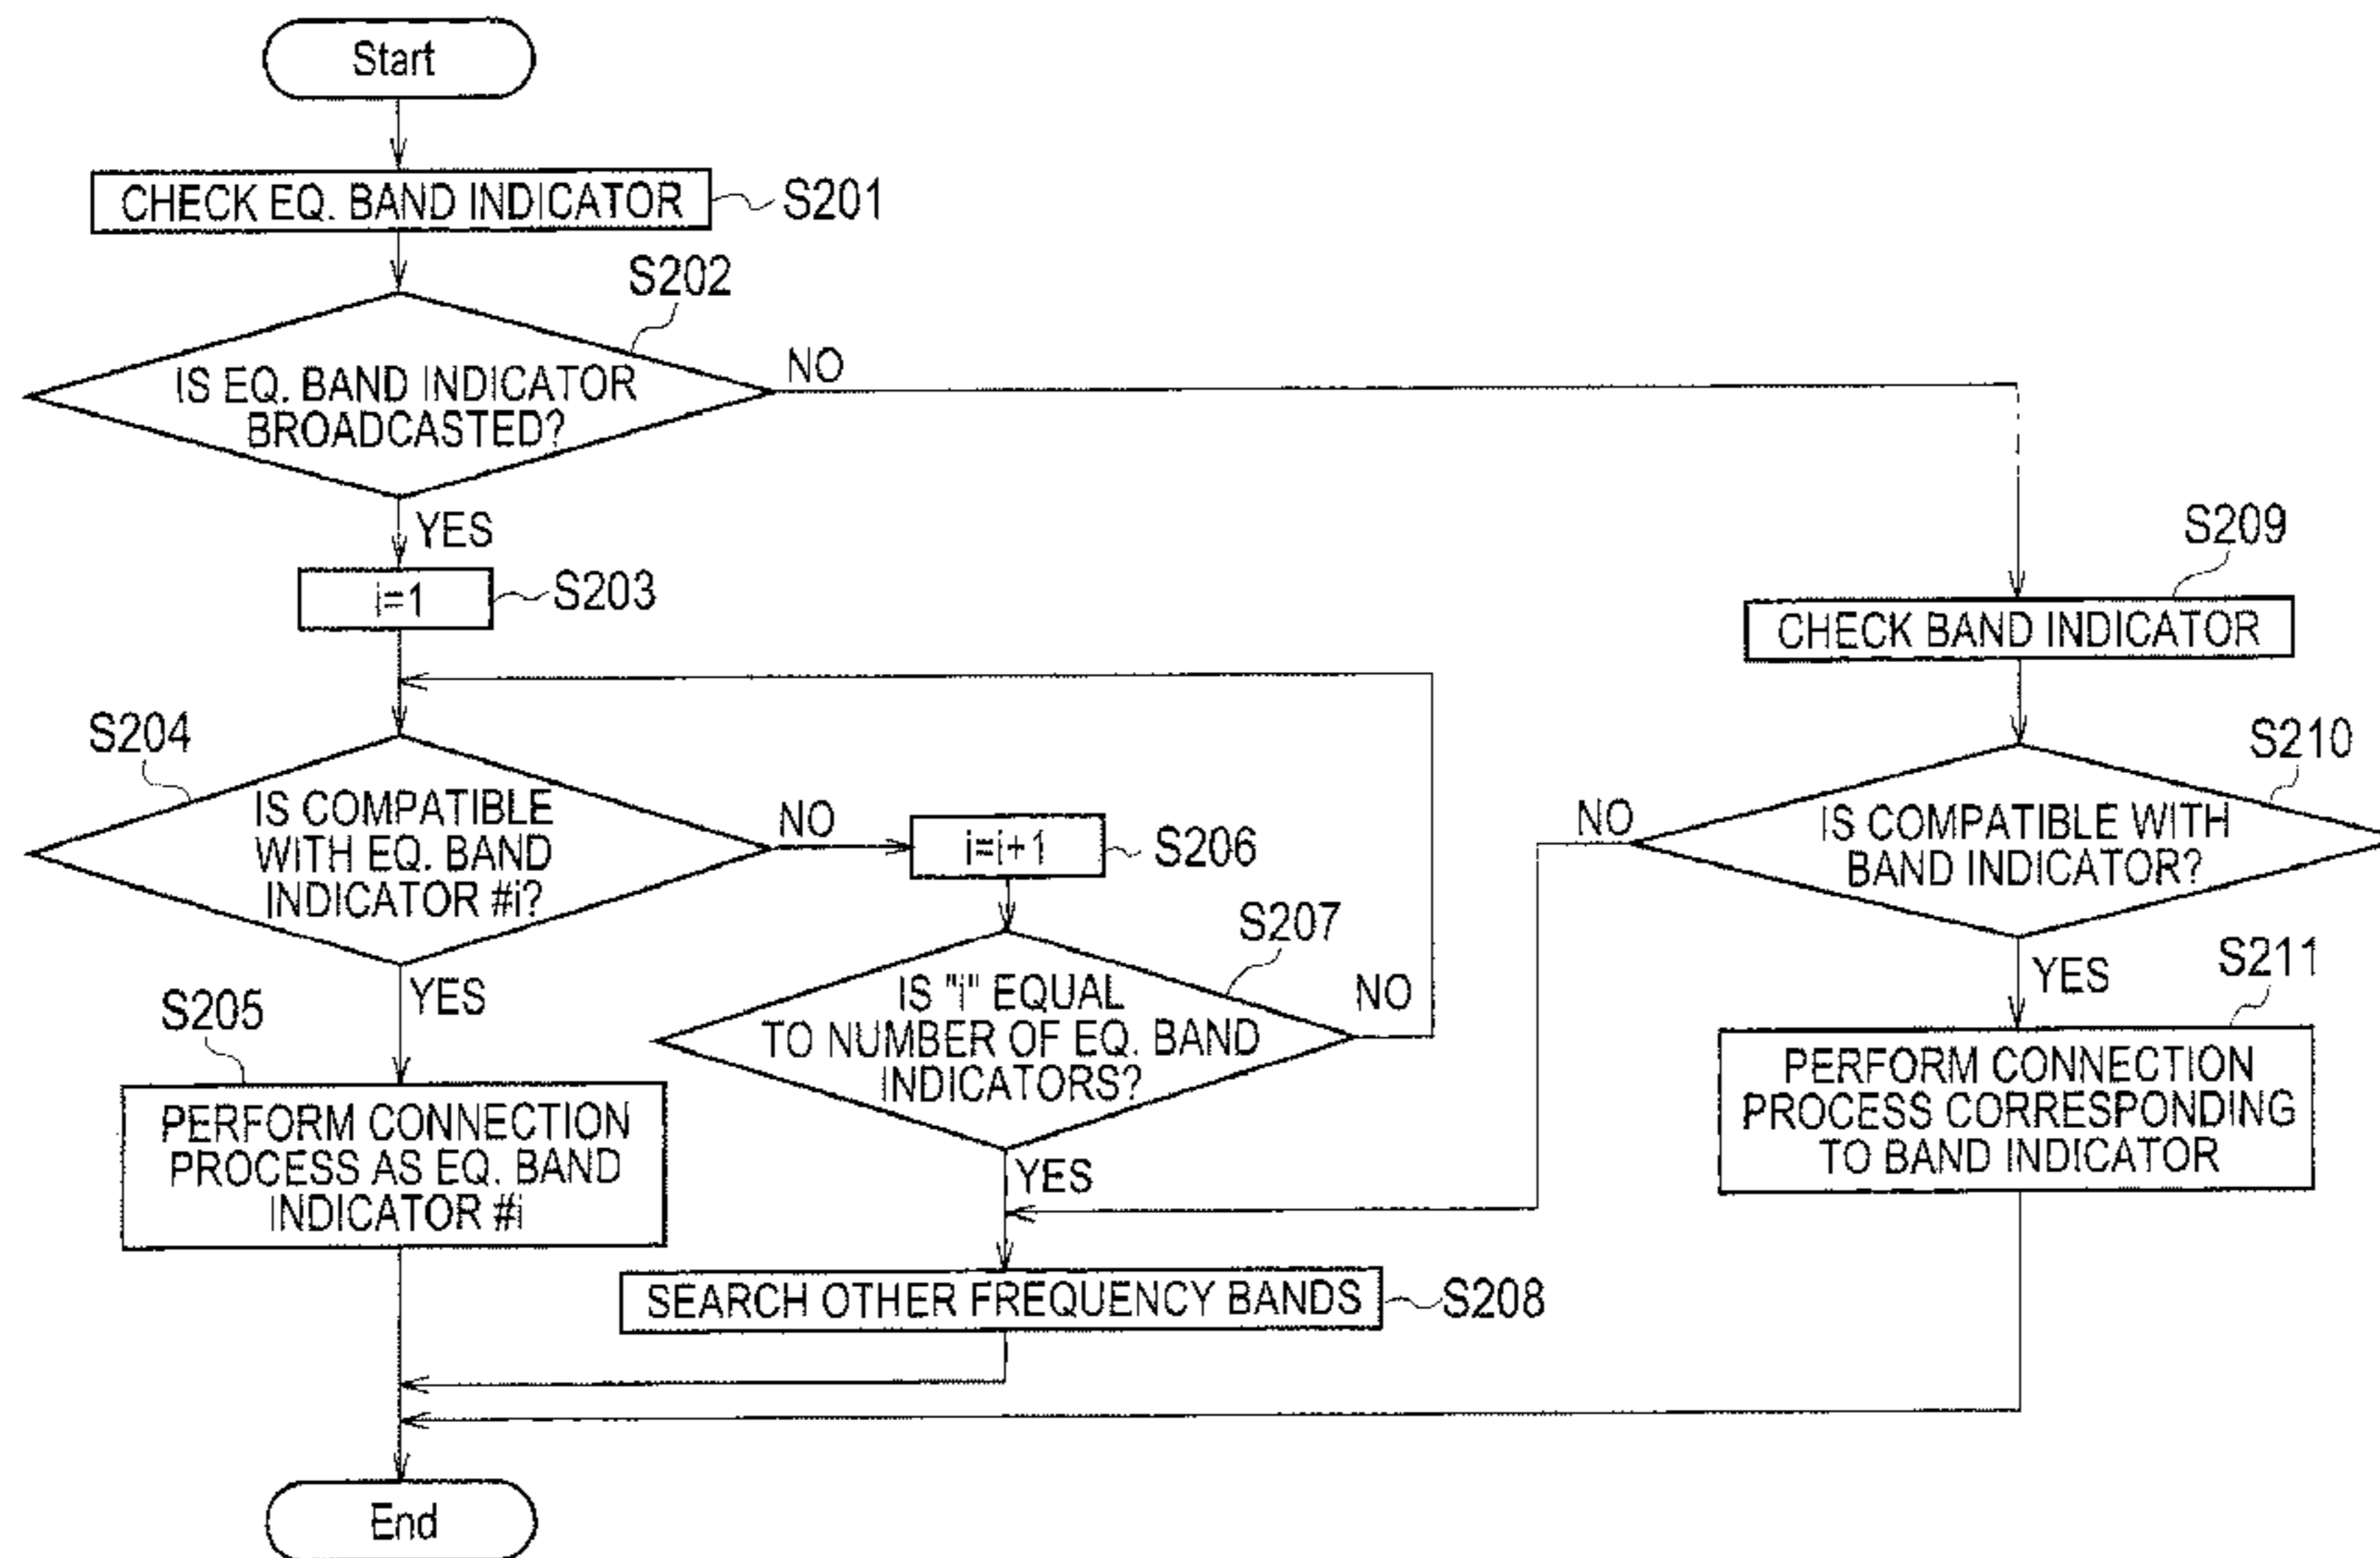 Start
CHECK EQ. BAND INDICATOR
S201
S202
IS EQ. BAND INDICATOR
BROADCASTED?
NO
YES
i=1
S203
S204
IS COMPATIBLE
WITH EQ. BAND
INDICATOR #i?
NO
YES
S205
PERFORM CONNECTION
PROCESS AS EQ. BAND
INDICATOR #i
i=i+1
S206
S207
IS "i" EQUAL
TO NUMBER OF EQ. BAND
INDICATORS?
NO
YES
SEARCH OTHER FREQUENCY BANDS
S208
S209
CHECK BAND INDICATOR
S210
IS COMPATIBLE WITH
BAND INDICATOR?
NO
YES
S211
PERFORM CONNECTION
PROCESS CORRESPONDING
TO BAND INDICATOR
End